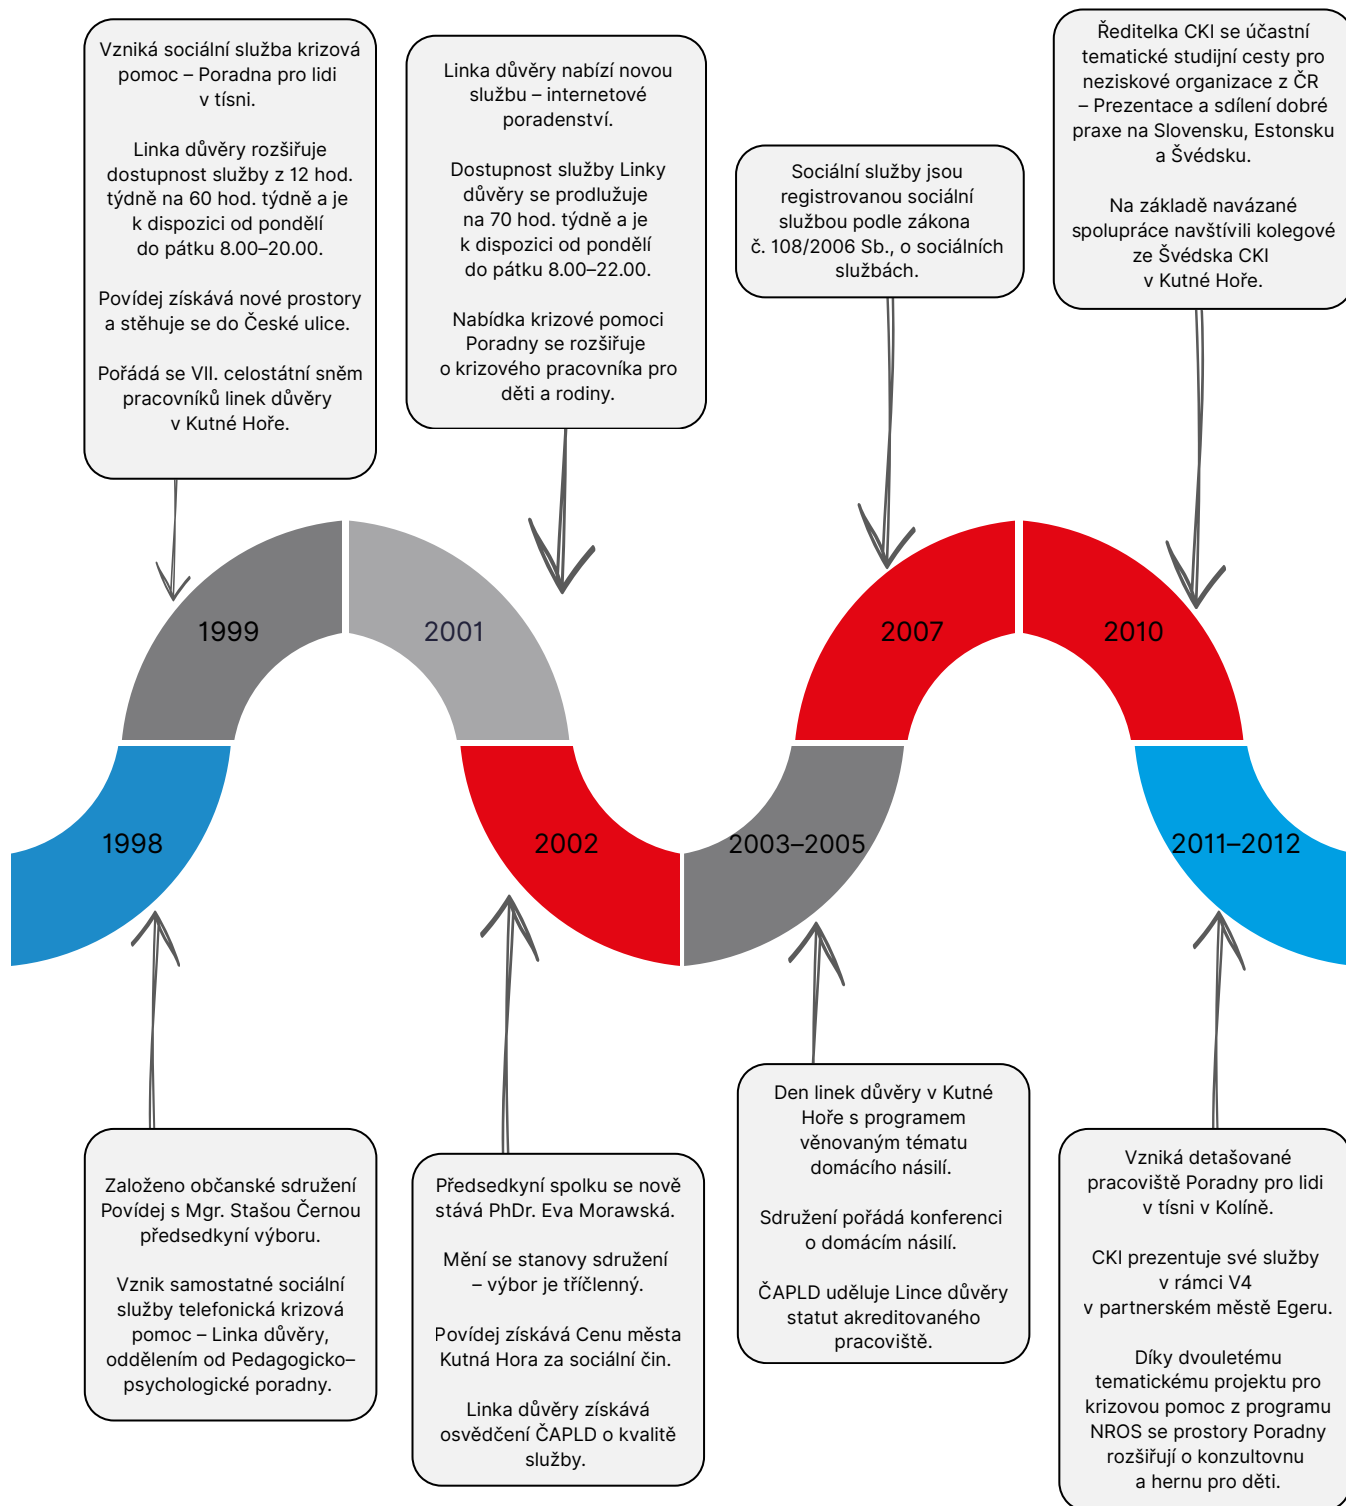 Vzniká sociální služba krizová
pomoc – Poradna pro lidi
v tísni.
Linka důvěry rozšiřuje
dostupnost služby z 12 hod.
týdně na 60 hod. týdně a je
k dispozici od pondělí
do pátku 8.00–20.00.
Povídej získává nové prostory
a stěhuje se do České ulice.
Pořádá se VII. celostátní sněm
pracovníků linek důvěry
v Kutné Hoře.
Linka důvěry nabízí novou
službu – internetové
poradenství.
Dostupnost služby Linky
důvěry se prodlužuje
na 70 hod. týdně a je
k dispozici od pondělí
do pátku 8.00–22.00.
Nabídka krizové pomoci
Poradny se rozšiřuje
o krizového pracovníka pro
děti a rodiny.
Sociální služby jsou
registrovanou sociální
službou podle zákona
č. 108/2006 Sb., o sociálních
službách.
Ředitelka CKI se účastní
tematické studijní cesty pro
neziskové organizace z ČR
– Prezentace a sdílení dobré
praxe na Slovensku, Estonsku
a Švédsku.
Na základě navázané
spolupráce navštívili kolegové
ze Švédska CKI
v Kutné Hoře.
1999
2001
2007
2010
1998
2002
2003–2005
2011–2012
Založeno občanské sdružení
Povídej s Mgr. Stašou Černou
předsedkyní výboru.
Vznik samostatné sociální
služby telefonická krizová
pomoc – Linka důvěry,
oddělením od Pedagogicko–
psychologické poradny.
Předsedkyní spolku se nově
stává PhDr. Eva Morawská.
Mění se stanovy sdružení
– výbor je tříčlenný.
Povídej získává Cenu města
Kutná Hora za sociální čin.
Linka důvěry získává
osvědčení ČAPLD o kvalitě
služby.
Den linek důvěry v Kutné
Hoře s programem
věnovaným tématu
domácího násilí.
Sdružení pořádá konferenci
o domácím násilí.
ČAPLD uděluje Lince důvěry
statut akreditovaného
pracoviště.
Vzniká detašované
pracoviště Poradny pro lidi
v tísni v Kolíně.
CKI prezentuje své služby
v rámci V4
v partnerském městě Egeru.
Díky dvouletému
tematickému projektu pro
krizovou pomoc z programu
NROS se prostory Poradny
rozšiřují o konzultovnu
a hernu pro děti.